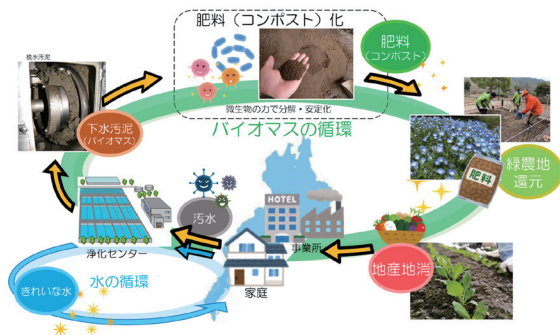 肥料（コンポスト）化
脱水汚泥
肥料
（コンポスト）
微生物の力で分解・安定化
下水汚泥
（バイオマス）
バイオマスの循環
肥料
緑農地
還元
HOTEL
汚水
事業所
浄化センター
地産地消
きれいな水
水の循環
家庭